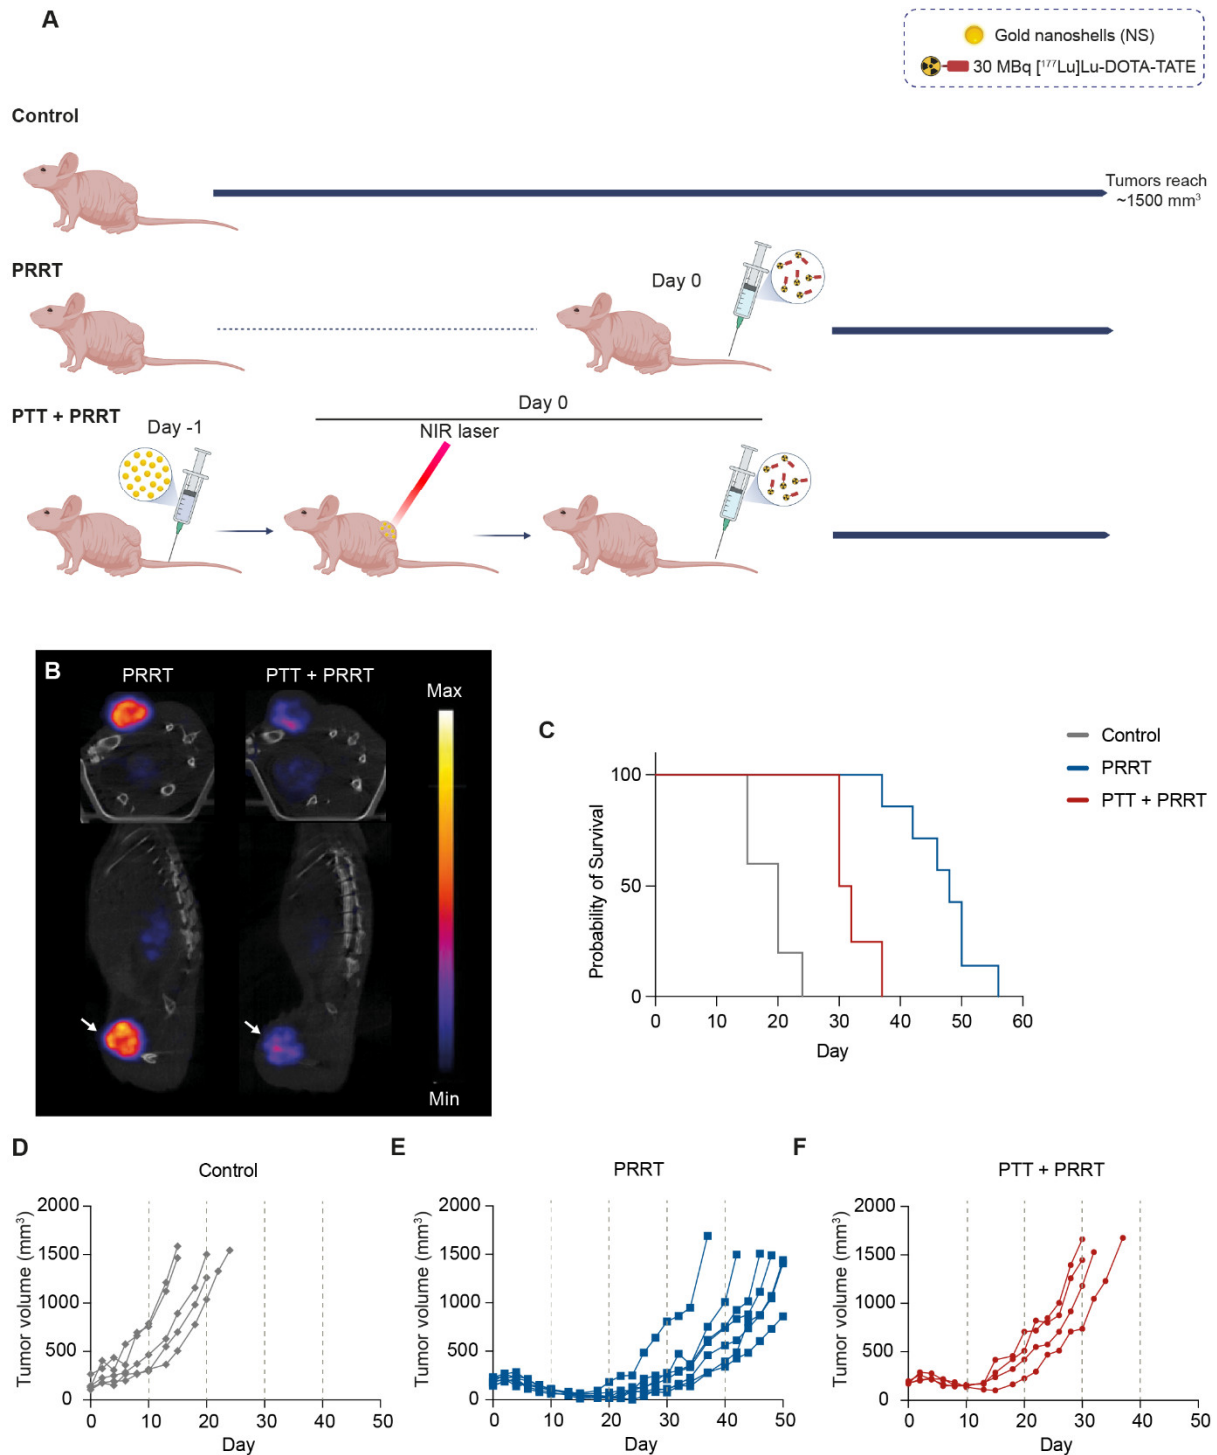 A
Gold nanoshells (NS)
30 MBq [¹⁷⁷Lu]Lu-DOTA-TATE
Control
Tumors reach
~1500 mm³
PRRT
Day 0
PTT + PRRT
Day -1
Day 0
NIR laser
B
PRRT
PTT + PRRT
Max
Min
C
Control
PRRT
PTT + PRRT
Probability of Survival
100
50
0
0 10 20 30 40 50 60
Day
D
Control
Tumor volume (mm³)
2000
1500
1000
500
0
0 10 20 30 40 50
Day
E
PRRT
Tumor volume (mm³)
2000
1500
1000
500
0
0 10 20 30 40 50
Day
F
PTT + PRRT
Tumor volume (mm³)
2000
1500
1000
500
0
0 10 20 30 40 50
Day